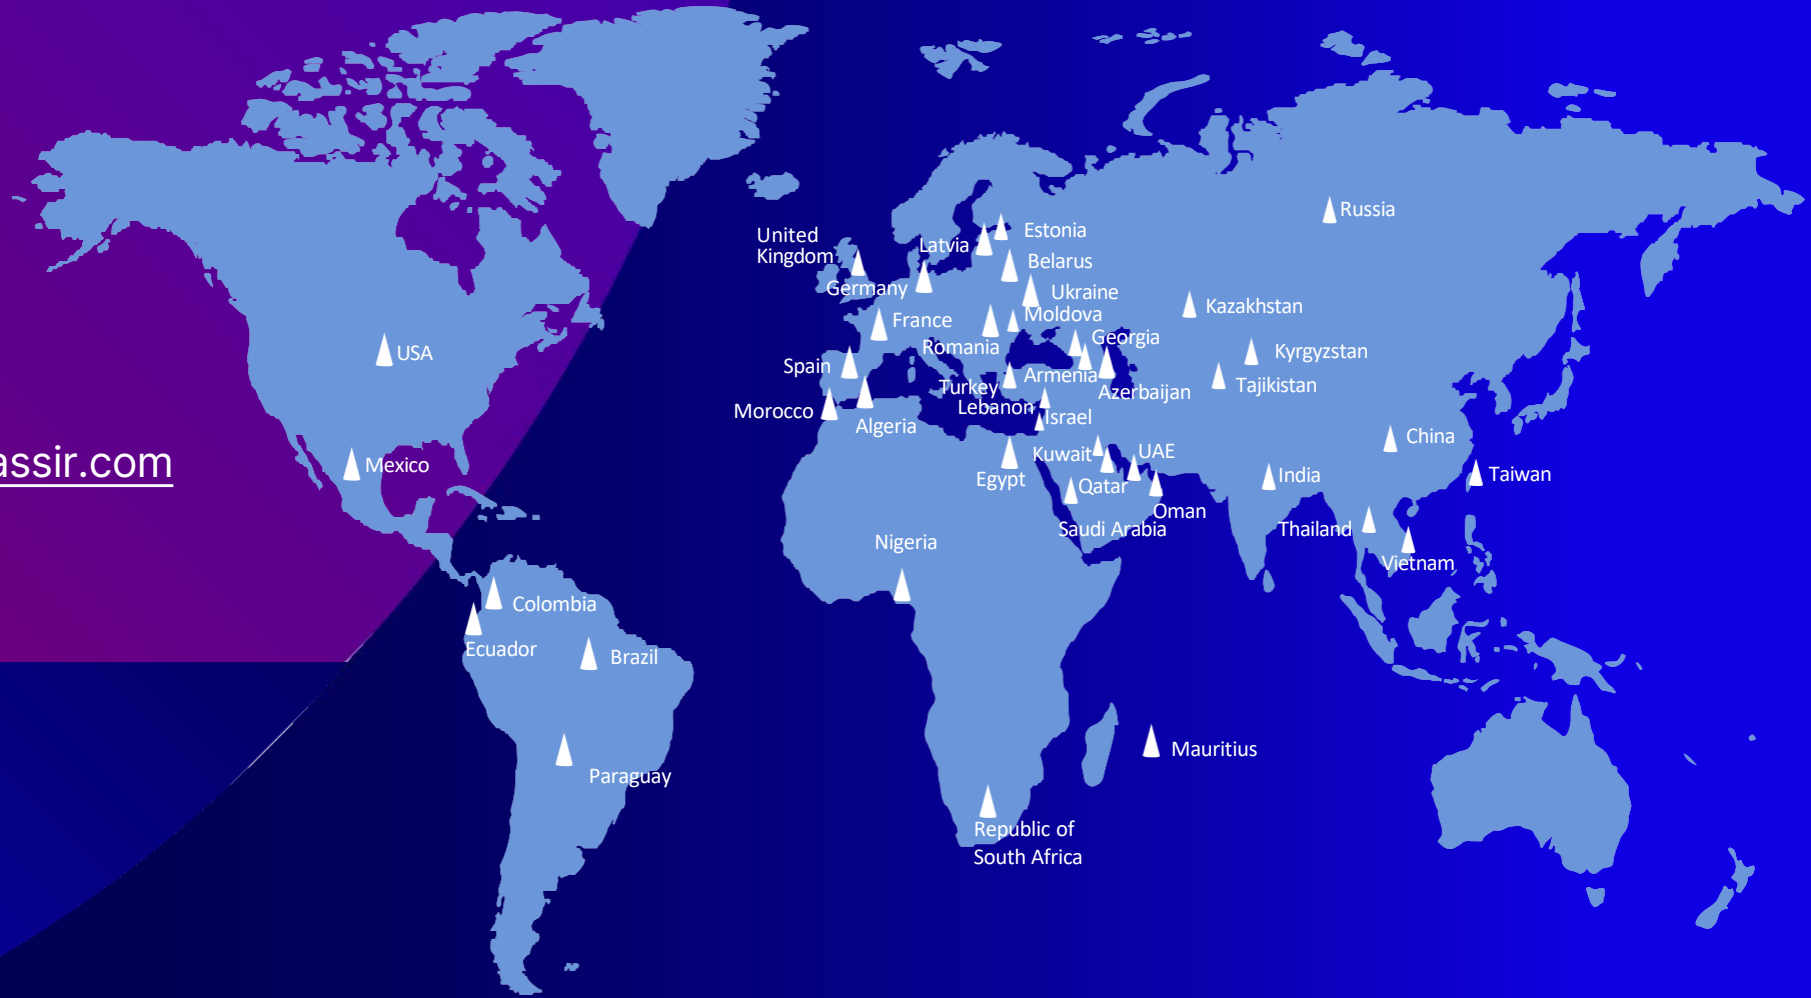 Russia
Estonia
United
Kingdom
Latvia
Belarus
Germany
Ukraine
Kazakhstan
Moldova
France
Georgia
Romania
Kyrgyzstan
USA
Spain
Armenia
Turkey
Tajikistan
Azerbaijan
Lebanon
Morocco
Israel
Algeria
China
UAE
Kuwait
assir.com
Mexico
Taiwan
India
Egypt
Qatar
Oman
Saudi Arabia
Thailand
Nigeria
Vietnam
Colombia
Ecuador
Brazil
Mauritius
Paraguay
Republic of
South Africa